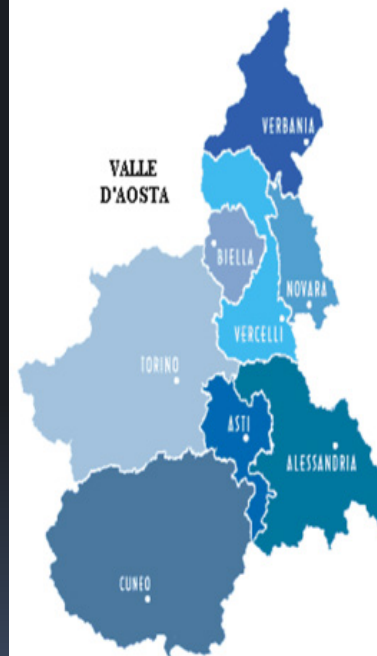 VERBANIA
VALLE
D'AOSTA
BIELLA
NOVARA
VERCELLI
TORINO
ASTI
ALESSANDRIA
CUNEO